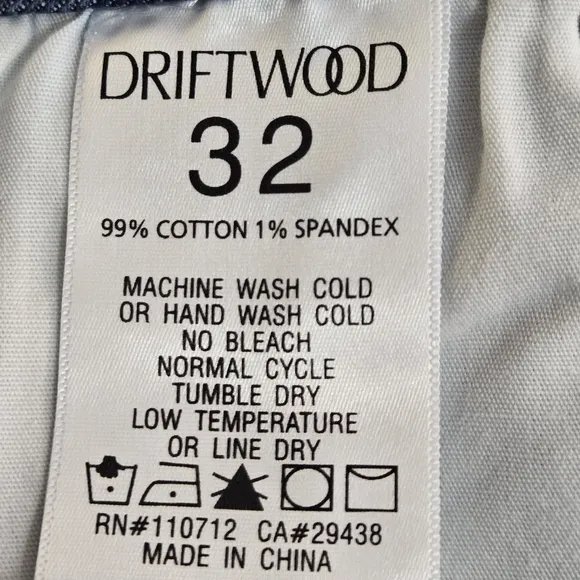 DRIFTWOOD
32
99% COTTON 1% SPANDEX
MACHINE WASH COLD
OR HAND WASH COLD
NO BLEACH
NORMAL CYCLE
TUMBLE DRY
LOW TEMPERATURE
OR LINE DRY
RN#110712 CA#29438
MADE IN CHINA